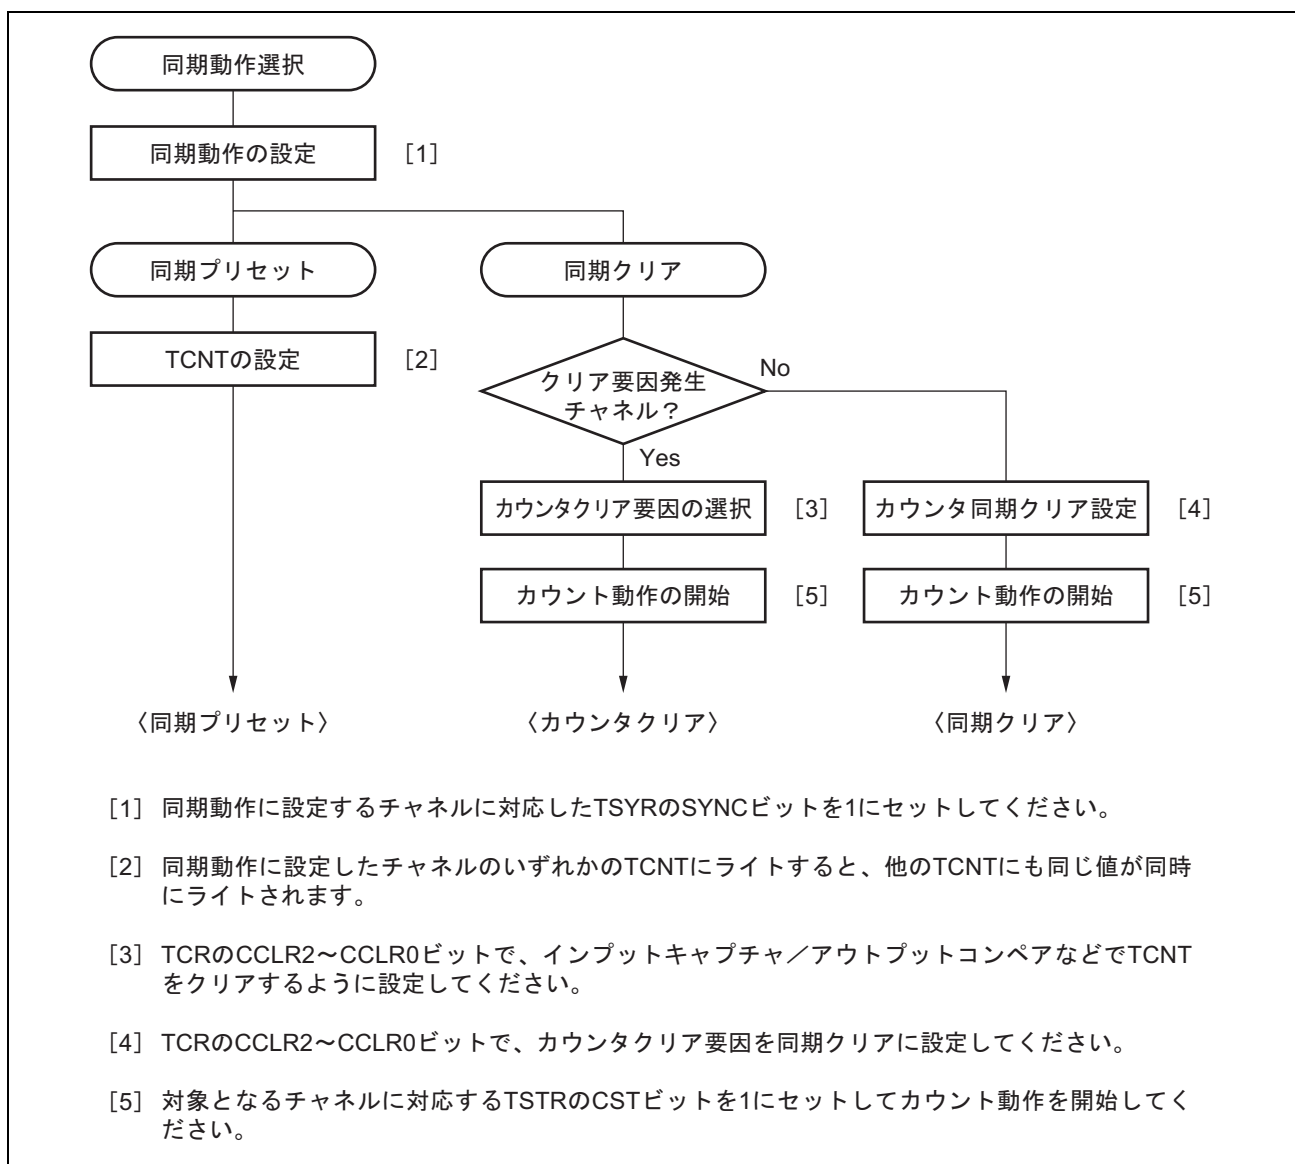 同期動作選択
同期動作の設定 [1]
同期プリセット
同期クリア
TCNTの設定 [2]
クリア要因発生
チャネル？
No
Yes
カウンタクリア要因の選択 [3]
カウンタ同期クリア設定 [4]
カウント動作の開始 [5]
カウント動作の開始 [5]
〈同期プリセット〉
〈カウンタクリア〉
〈同期クリア〉
[1] 同期動作に設定するチャネルに対応したTSYRのSYNCビットを1にセットしてください。
[2] 同期動作に設定したチャネルのいずれかのTCNTにライトすると、他のTCNTにも同じ値が同時
にライトされます。
[3] TCRのCCLR2～CCLR0ビットで、インプットキャプチャ／アウトプットコンペアなどでTCNT
をクリアするように設定してください。
[4] TCRのCCLR2～CCLR0ビットで、カウンタクリア要因を同期クリアに設定してください。
[5] 対象となるチャネルに対応するTSTRのCSTビットを1にセットしてカウント動作を開始してく
ださい。